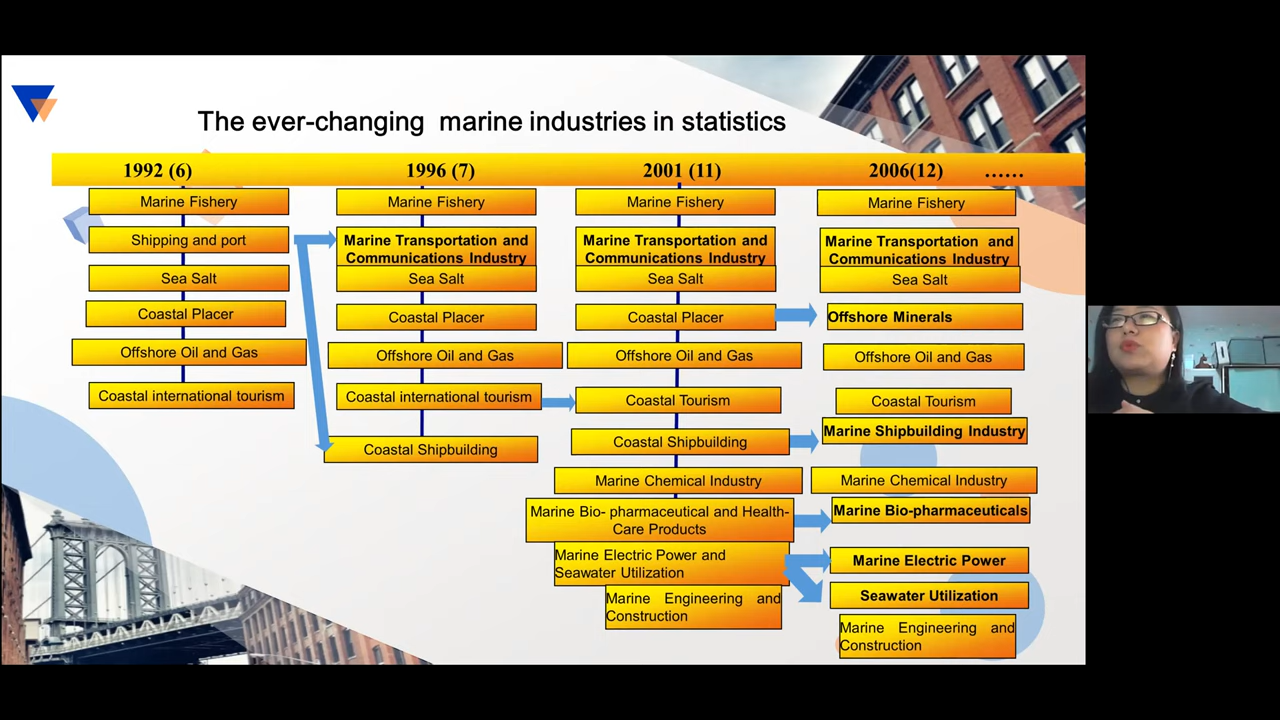 The ever-changing marine industries in statistics
1992 (6)
1996 (7)
2001 (11)
2006(12)
......
Marine Fishery
Shipping and port
Sea Salt
Coastal Placer
Offshore Oil and Gas
Coastal international tourism
Marine Fishery
Marine Transportation and
Communications Industry
Sea Salt
Coastal Placer
Offshore Oil and Gas
Coastal international tourism
Coastal Shipbuilding
Marine Fishery
Marine Transportation and
Communications Industry
Sea Salt
Coastal Placer
Offshore Oil and Gas
Coastal Tourism
Coastal Shipbuilding
Marine Chemical Industry
Marine Bio- pharmaceutical and Health-
Care Products
Marine Electric Power and
Seawater Utilization
Marine Engineering and
Construction
Marine Fishery
Marine Transportation and
Communications Industry
Sea Salt
Offshore Minerals
Offshore Oil and Gas
Coastal Tourism
Marine Shipbuilding Industry
Marine Chemical Industry
Marine Bio-pharmaceuticals
Marine Electric Power
Seawater Utilization
Marine Engineering and
Construction